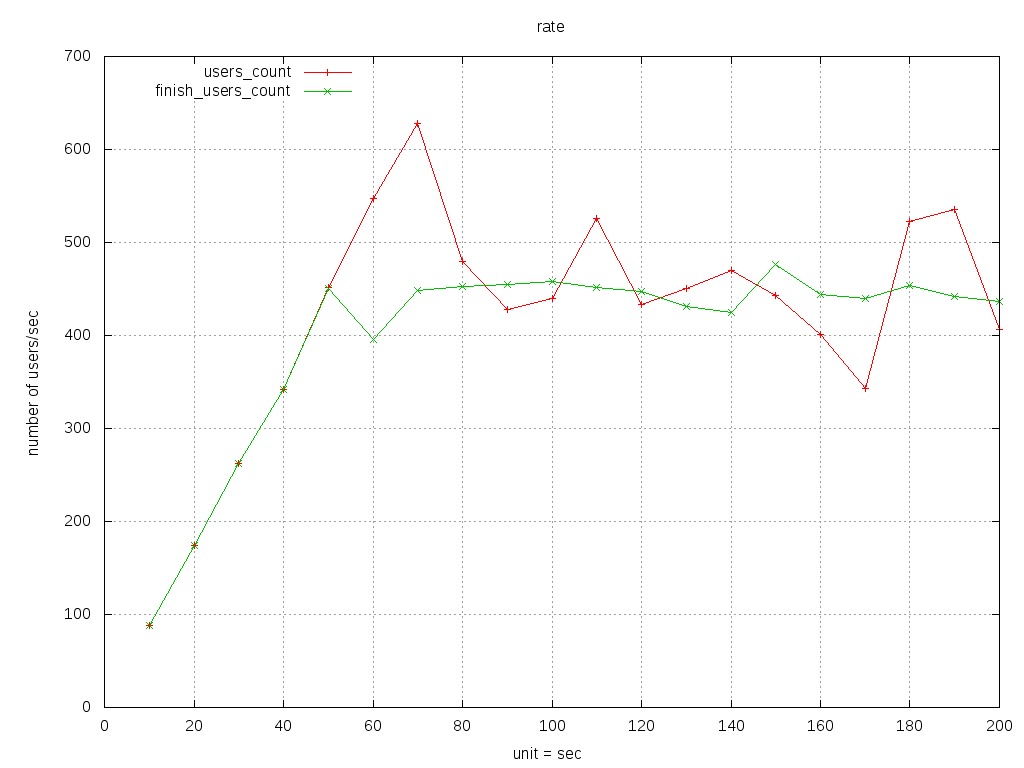 rate
users_count
finish_users_count
700
600
500
400
300
200
100
0
number of users/sec
0 20 40 60 80 100 120 140 160 180 200
unit = sec